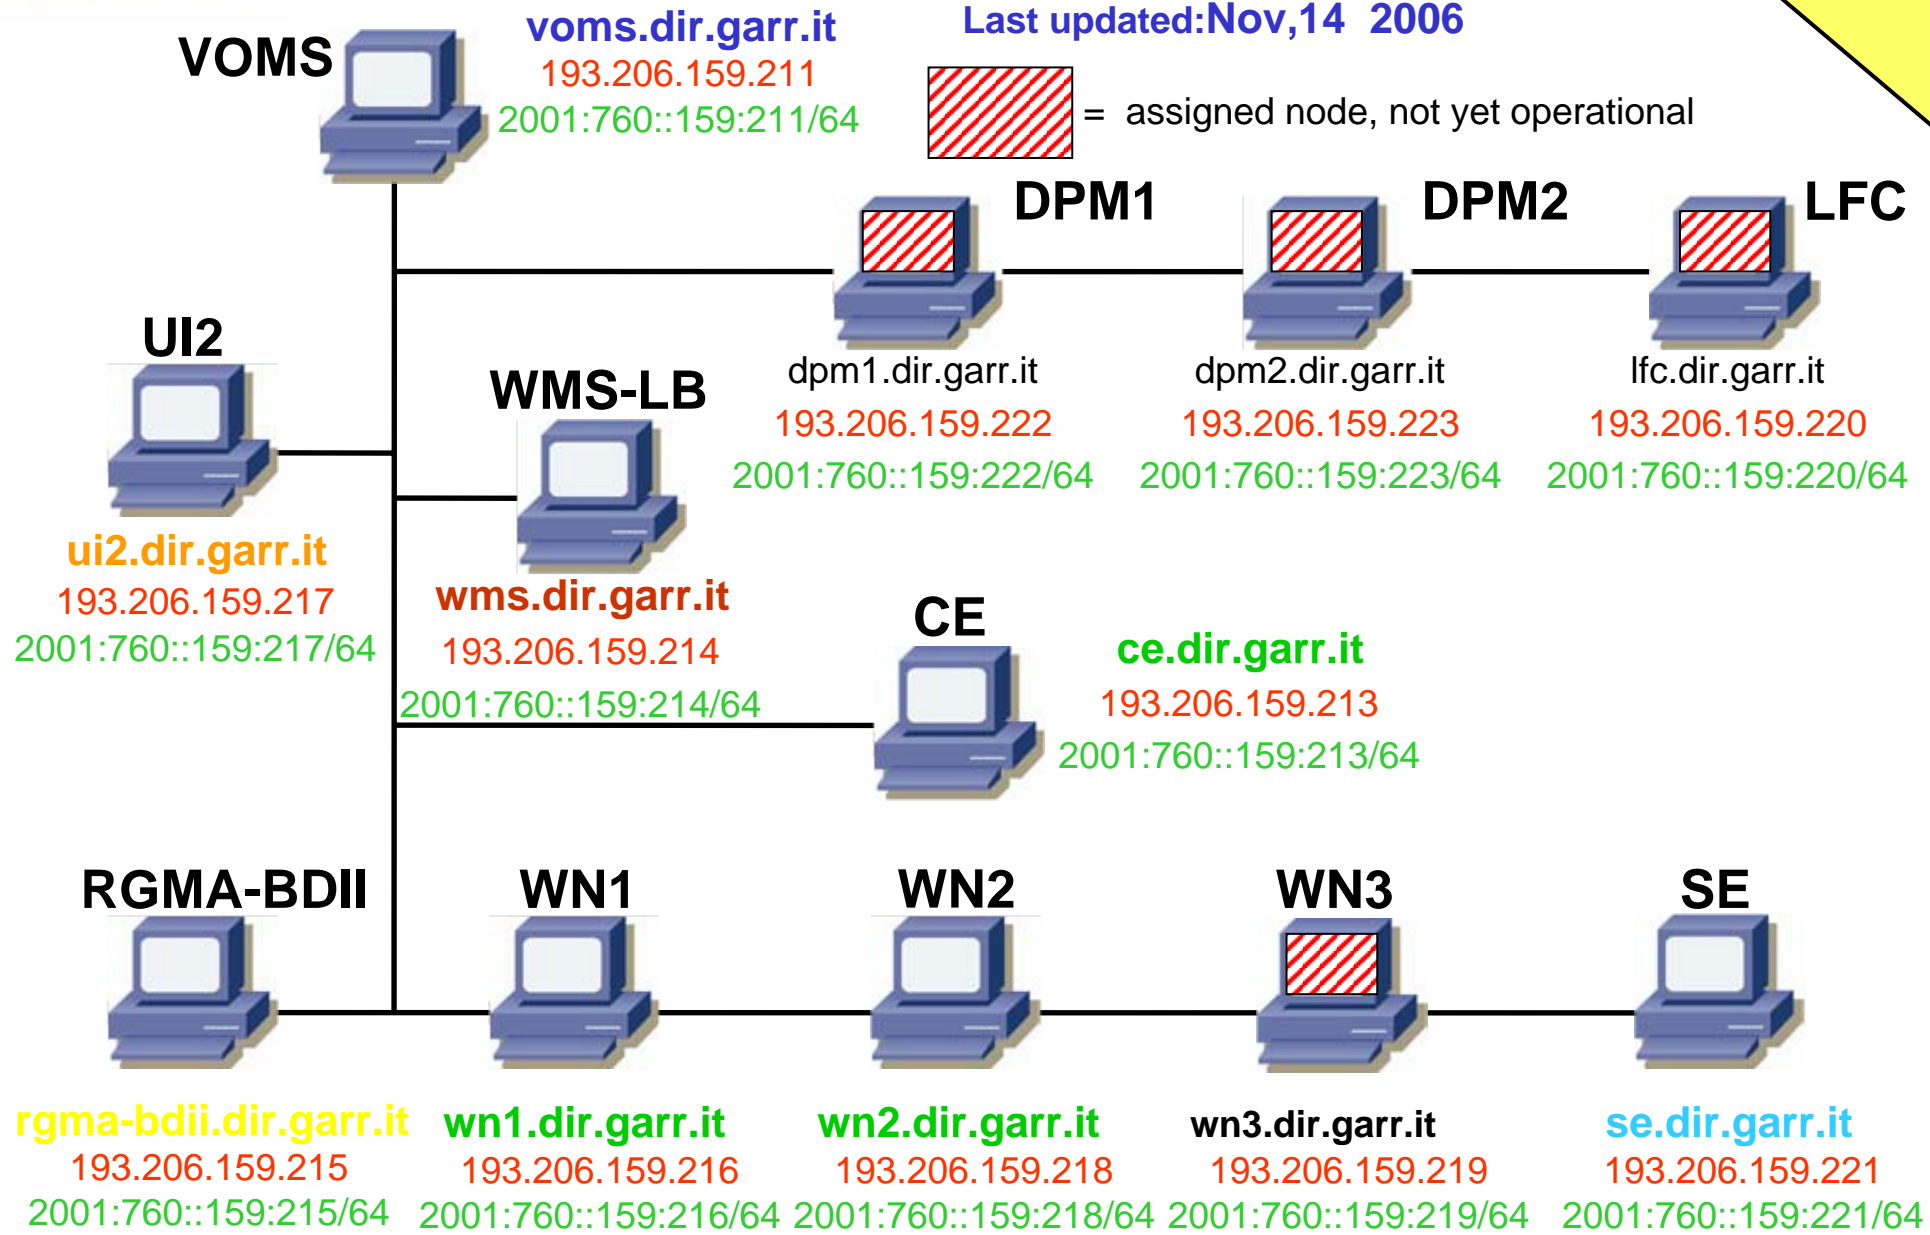 VOMS
voms.dir.garr.it
193.206.159.211
2001:760::159:211/64
Last updated:Nov,14 2006
= assigned node, not yet operational
DPM1
dpm1.dir.garr.it
193.206.159.222
2001:760::159:222/64
DPM2
dpm2.dir.garr.it
193.206.159.223
2001:760::159:223/64
LFC
lfc.dir.garr.it
193.206.159.220
2001:760::159:220/64
UI2
ui2.dir.garr.it
193.206.159.217
2001:760::159:217/64
WMS-LB
wms.dir.garr.it
193.206.159.214
2001:760::159:214/64
CE
ce.dir.garr.it
193.206.159.213
2001:760::159:213/64
RGMA-BDII
rgma-bdii.dir.garr.it
193.206.159.215
2001:760::159:215/64
WN1
wn1.dir.garr.it
193.206.159.216
2001:760::159:216/64
WN2
wn2.dir.garr.it
193.206.159.218
2001:760::159:218/64
WN3
wn3.dir.garr.it
193.206.159.219
2001:760::159:219/64
SE
se.dir.garr.it
193.206.159.221
2001:760::159:221/64